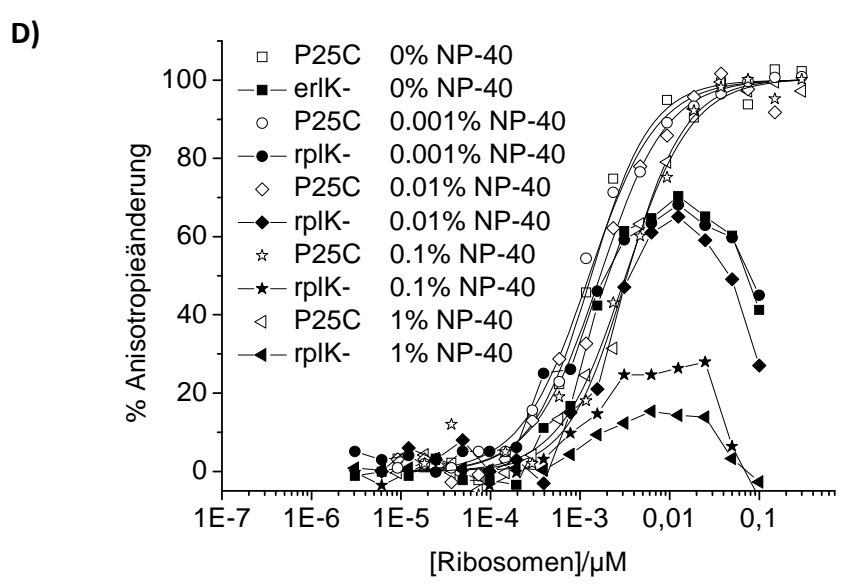 D)
P25C 0% NP-40
erlK- 0% NP-40
P25C 0.001% NP-40
rplK- 0.001% NP-40
P25C 0.01% NP-40
rplK- 0.01% NP-40
P25C 0.1% NP-40
rplK- 0.1% NP-40
P25C 1% NP-40
rplK- 1% NP-40
% Anisotropieänderung
100
80
60
40
20
0
1E-7 1E-6 1E-5 1E-4 1E-3 0,01 0,1
[Ribosomen]/µM